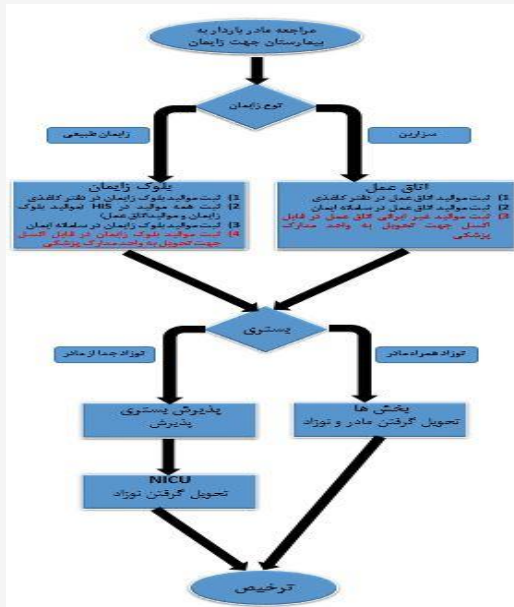 مراجعه مادر باردار به
بیمارستان جهت زایمان
نوع زایمان
سزارین
زایمان طبیعی
اتاق عمل
1) ثبت موالید اتاق عمل در دفتر کاغذی
2) ثبت موالید اتاق عمل در سامانه ایمان
3) ثبت موالید غیر ایرانی اتاق عمل در فایل
اکسل جهت تحویل به واحد مدارک
پزشکی
بلوک زایمان
1) ثبت موالید بلوک زایمان در دفتر کاغذی
2) ثبت همه موالید در HIS (موالید بلوک
زایمان و موالید اتاق عمل)
3) ثبت موالید بلوک زایمان در سامانه ایمان
4) ثبت موالید بلوک زایمان در فایل اکسل
جهت تحویل به واحد مدارک پزشکی
بستری
نوزاد همراه مادر
نوزاد جدا از مادر
بخش ها
تحویل گرفتن مادر و نوزاد
پذیرش بستری
پذیرش
NICU
تحویل گرفتن نوزاد
ترخیص